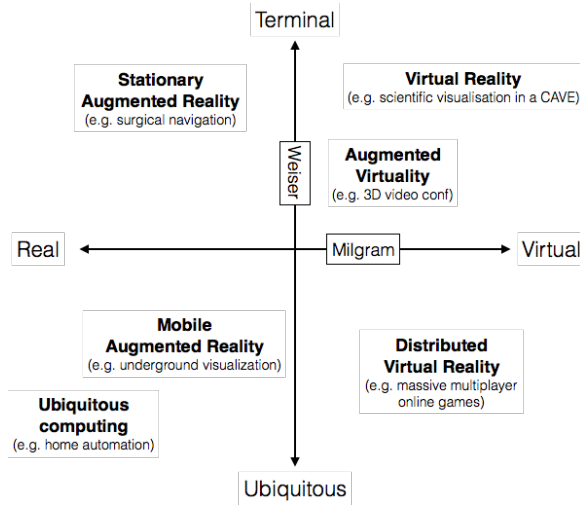 Terminal
Stationary
Augmented Reality
(e.g. surgical navigation)
Virtual Reality
(e.g. scientific visualisation in a CAVE)
Weiser
Augmented
Virtuality
(e.g. 3D video conf)
Real
Milgram
Virtual
Mobile
Augmented Reality
(e.g. underground visualization)
Distributed
Virtual Reality
(e.g. massive multiplayer
online games)
Ubiquitous
computing
(e.g. home automation)
Ubiquitous